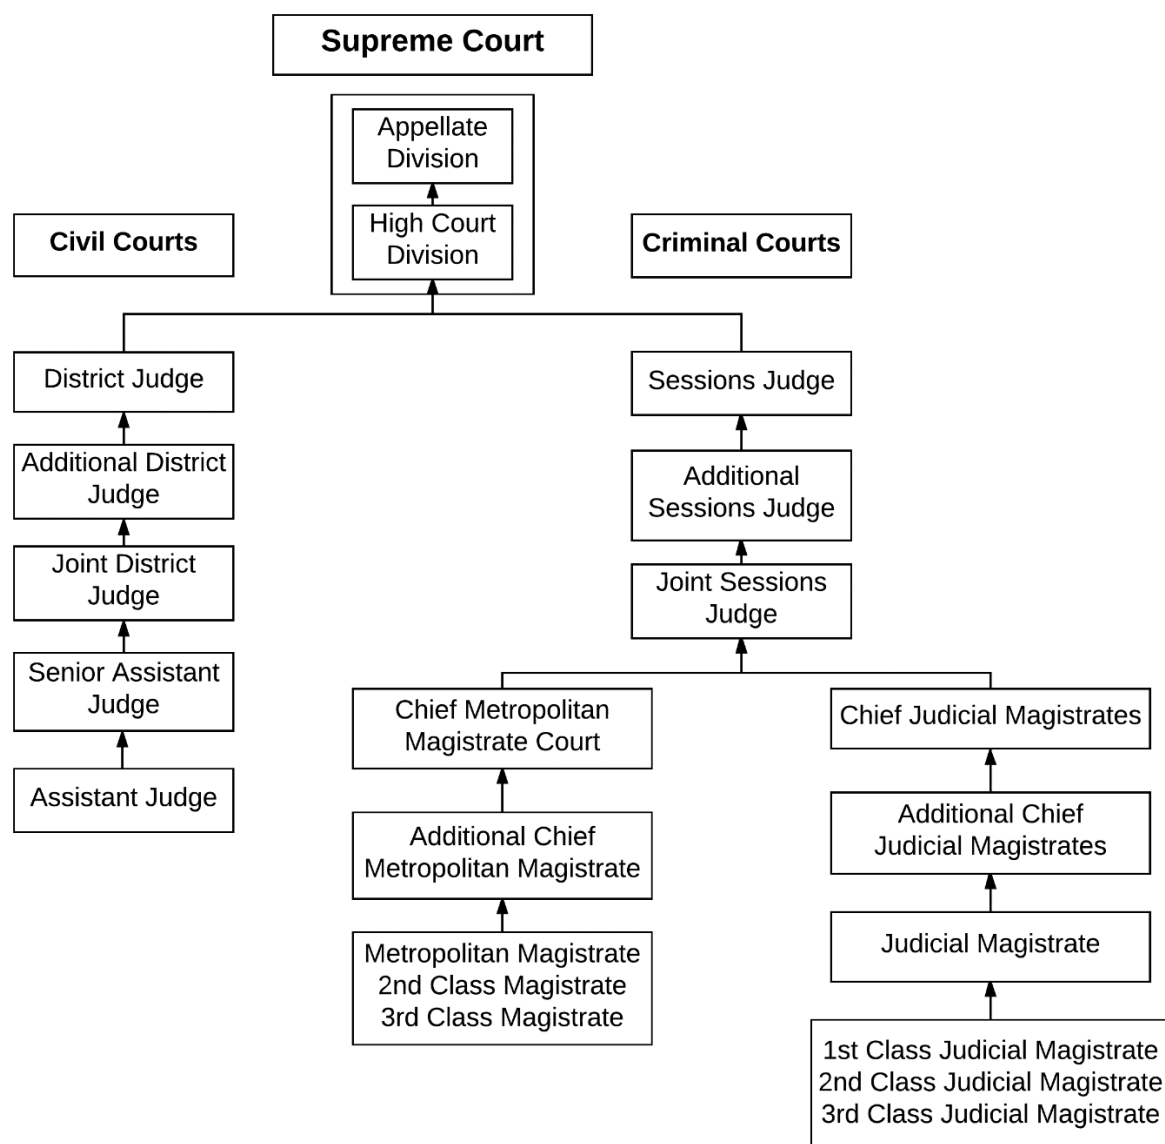 Supreme Court
Appellate
Division
High Court
Division
Civil Courts
Criminal Courts
District Judge
Additional District
Judge
Joint District
Judge
Senior Assistant
Judge
Assistant Judge
Sessions Judge
Additional
Sessions Judge
Joint Sessions
Judge
Chief Metropolitan
Magistrate Court
Additional Chief
Metropolitan Magistrate
Metropolitan Magistrate
2nd Class Magistrate
3rd Class Magistrate
Chief Judicial Magistrates
Additional Chief
Judicial Magistrates
Judicial Magistrate
1st Class Judicial Magistrate
2nd Class Judicial Magistrate
3rd Class Judicial Magistrate